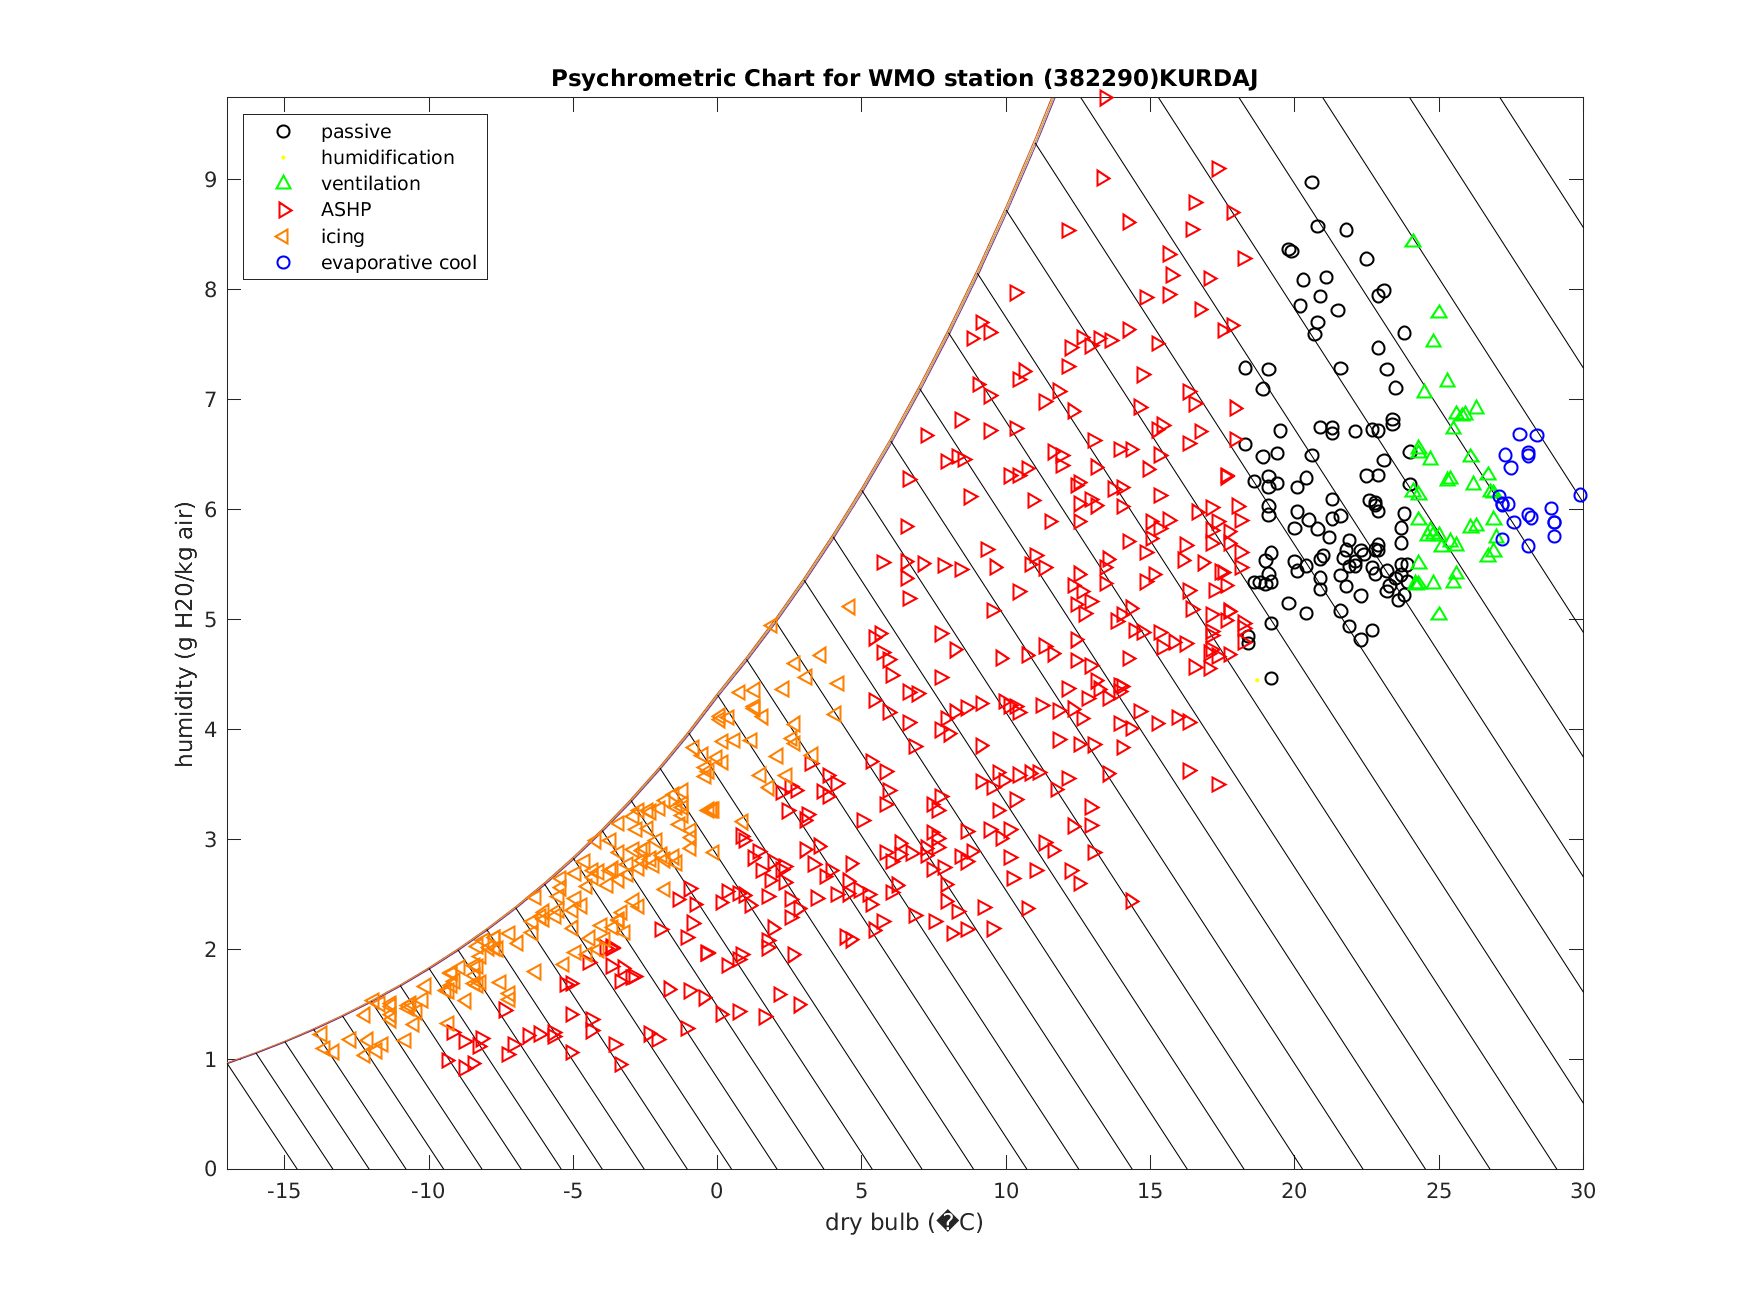 Psychrometric Chart for WMO station (382290)KURDAJ
passive
humidification
ventilation
ASHP
icing
evaporative cool
humidity (g H20/kg air)
9
8
7
6
5
4
3
2
1
0
-15 -10 -5 0 5 10 15 20 25 30
dry bulb (�C)